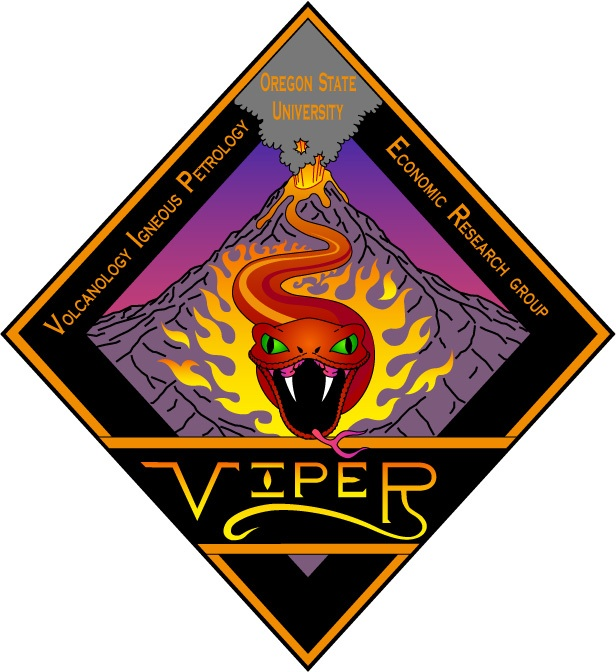 Oregon State
University
Volcanology Igneous Petrology
Economic Research group
VIPER